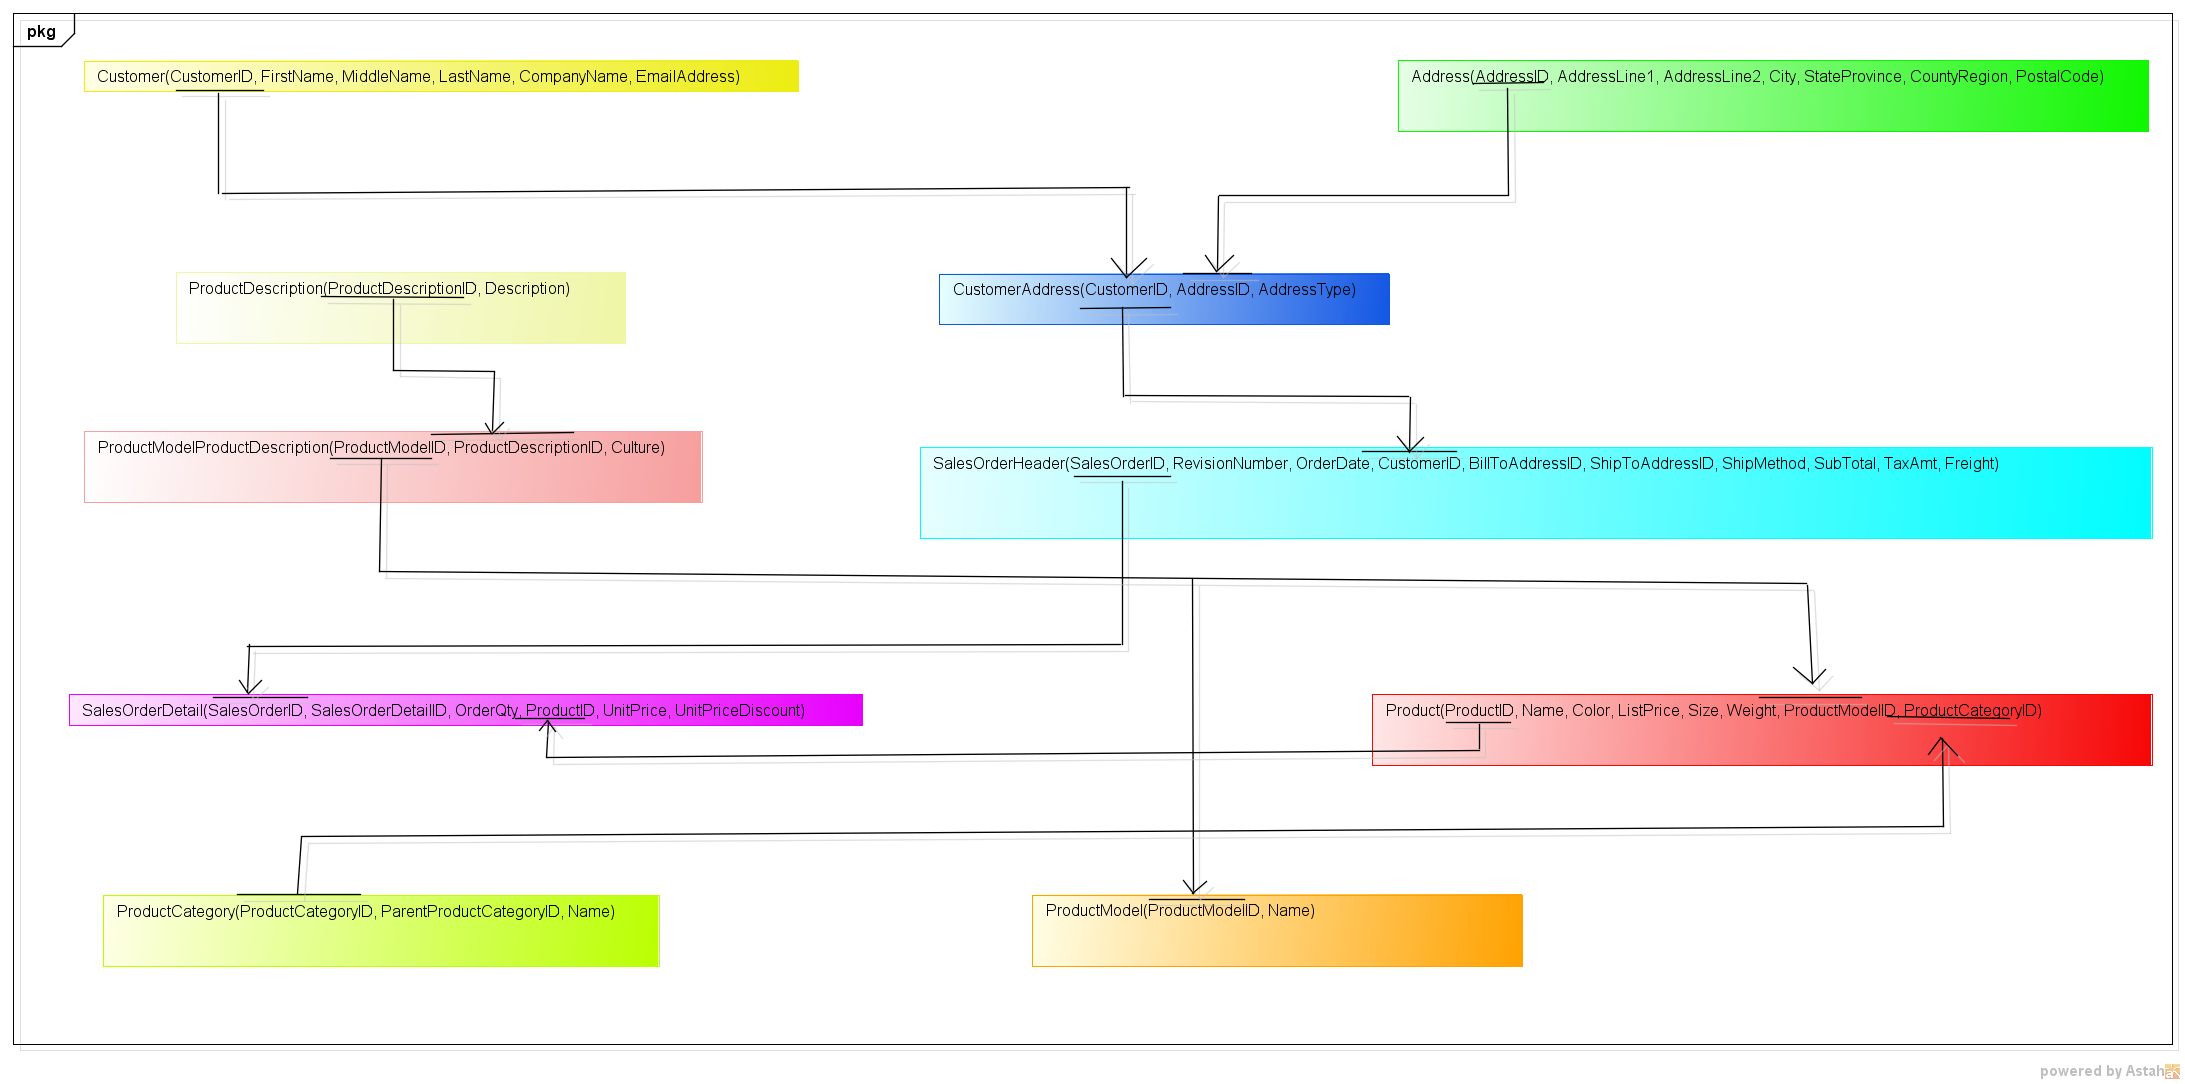 pkg
Customer(CustomerID, FirstName, MiddleName, LastName, CompanyName, EmailAddress)
Address(AddressID, AddressLine1, AddressLine2, City, StateProvince, CountyRegion, PostalCode)
ProductDescription(ProductDescriptionID, Description)
CustomerAddress(CustomerID, AddressID, AddressType)
ProductModelProductDescription(ProductModelID, ProductDescriptionID, Culture)
SalesOrderHeader(SalesOrderID, RevisionNumber, OrderDate, CustomerID, BillToAddressID, ShipToAddressID, ShipMethod, SubTotal, TaxAmt, Freight)
SalesOrderDetail(SalesOrderID, SalesOrderDetailID, OrderQty, ProductID, UnitPrice, UnitPriceDiscount)
Product(ProductID, Name, Color, ListPrice, Size, Weight, ProductModelID, ProductCategoryID)
ProductCategory(ProductCategoryID, ParentProductCategoryID, Name)
ProductModel(ProductModelID, Name)
powered by Astah